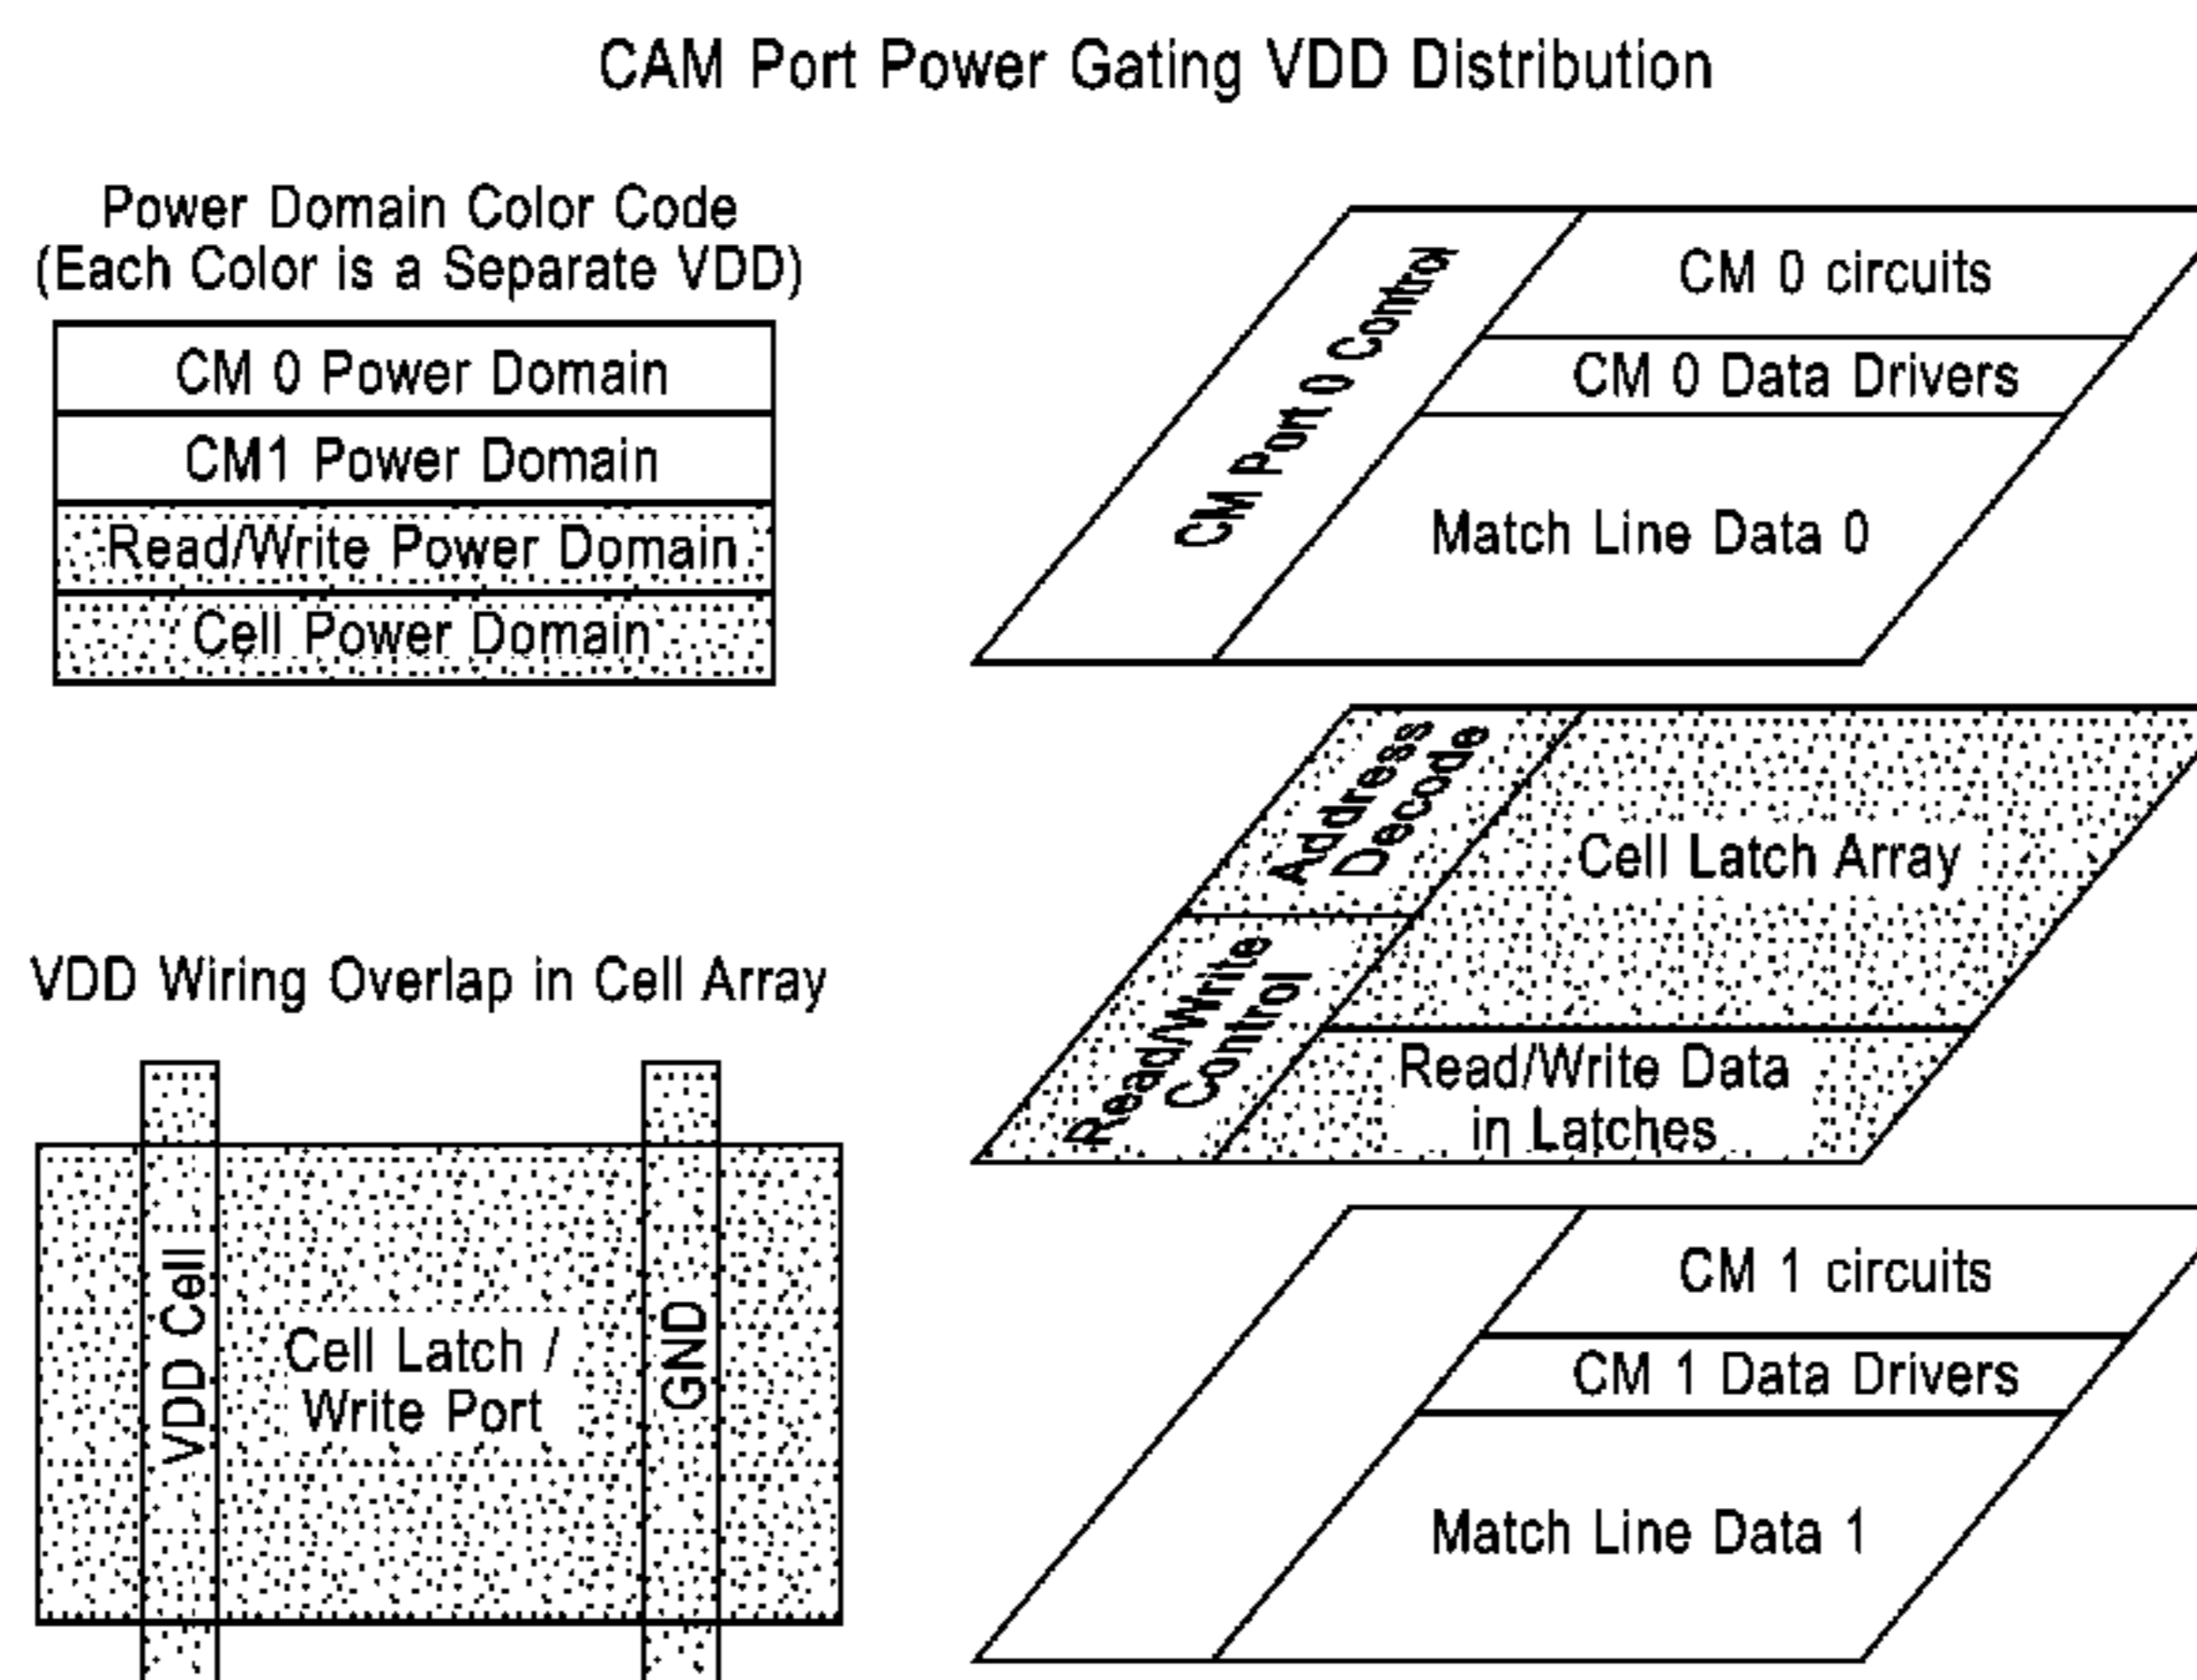 CAM Port Power Gating VDD Distribution
Power Domain Color Code
(Each Color is a Separate VDD)
CM 0 Power Domain
CM1 Power Domain
Read/Write Power Domain
Cell Power Domain
CM Port 0 Control
CM 0 circuits
CM 0 Data Drivers
Match Line Data 0
Address
Decode
Cell Latch Array
Read/Write
Control
Read/Write Data
in Latches
VDD Wiring Overlap in Cell Array
VDD Cell
Cell Latch /
Write Port
GND
CM 1 circuits
CM 1 Data Drivers
Match Line Data 1